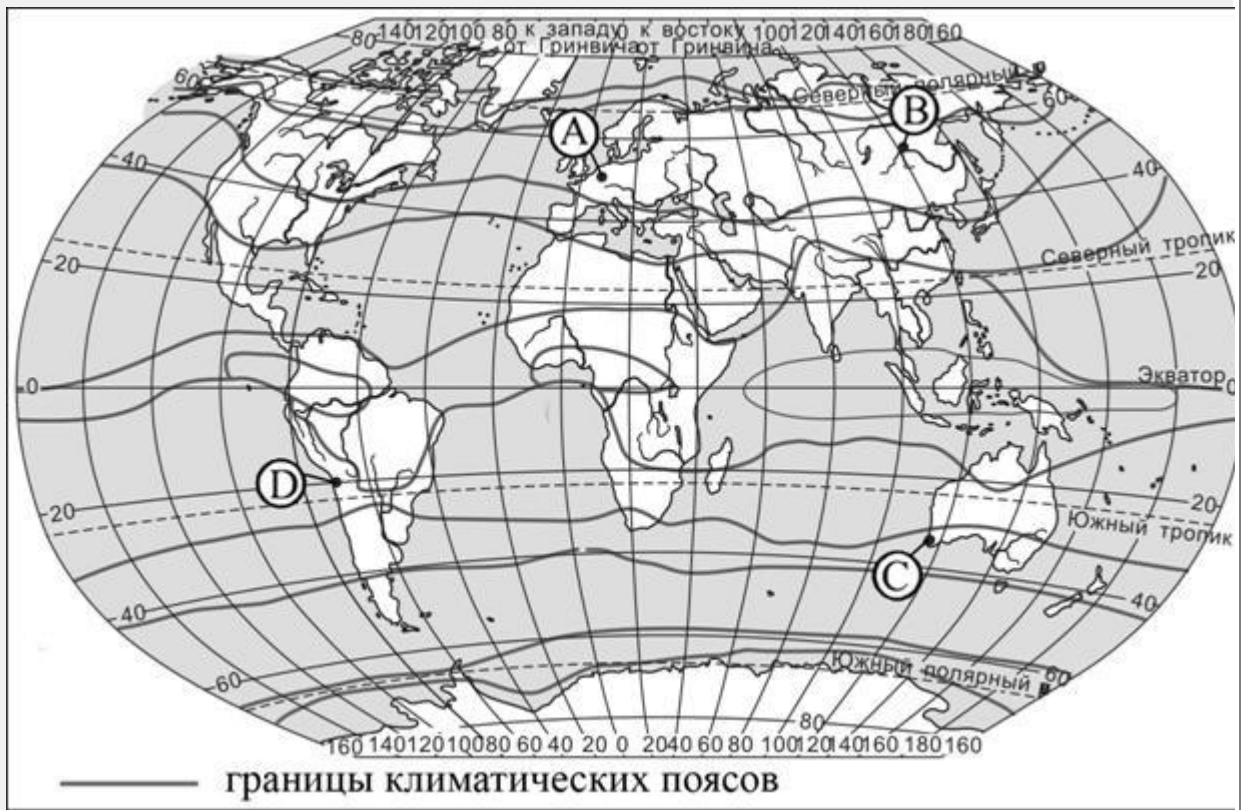 140 120 100 80 к западу 0 к востоку 100 120 140 160 180 160
80 от Гринвича от Гринвича
60 Северный полярный
B
60
A
40 40
Северный тропик
20 20
Экватор
0 0
D
20 20
Южный тропик
C
40 40
60 Южный полярный 60
80
160 140 120 100 80 60 40 20 0 20 40 60 80 100 120 140 160 180 160
границы климатических поясов